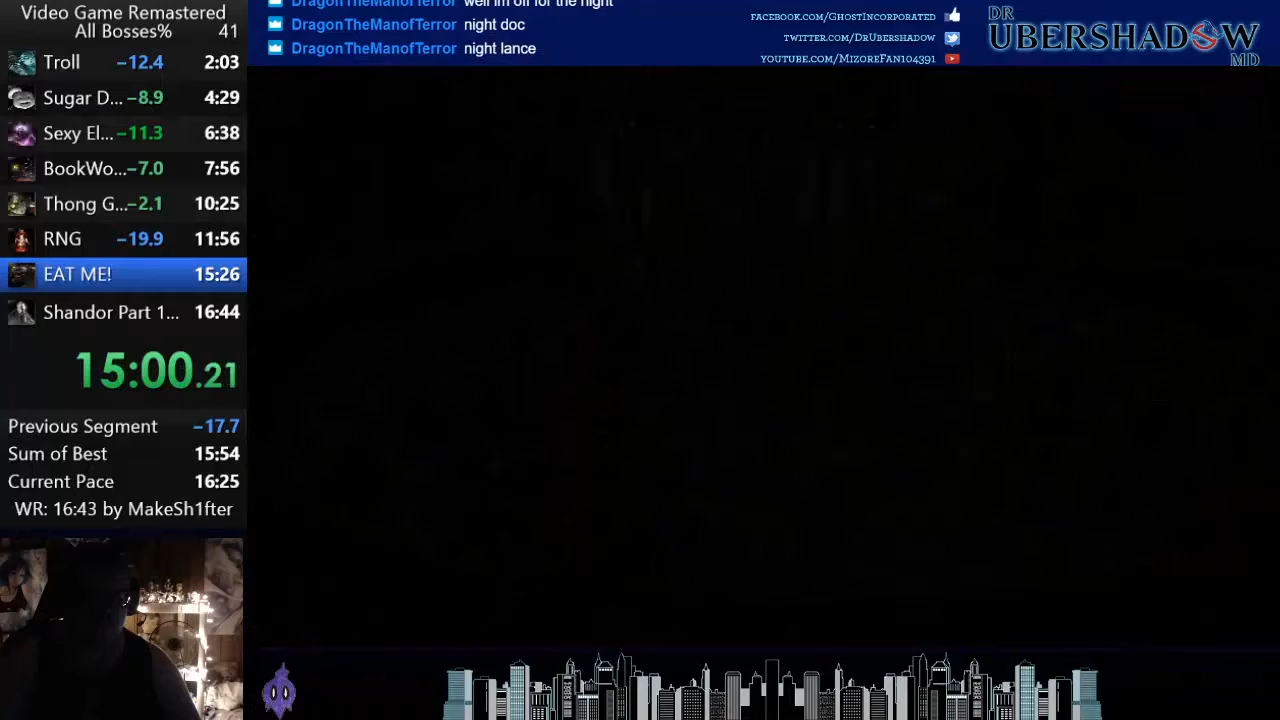 Video Game Remastered
All Bosses% 41
Troll −12.4 2:03
Sugar D... −8.9 4:29
Sexy El... −11.3 6:38
BookWo... −7.0 7:56
Thong G... −2.1 10:25
RNG −19.9 11:56
EAT ME! 15:26
Shandor Part 1... 16:44
15:00.21
Previous Segment −17.7
Sum of Best 15:54
Current Pace 16:25
WR: 16:43 by MakeSh1fter
DragonTheManofTerror well im off for the night
DragonTheManofTerror night doc
DragonTheManofTerror night lance
FACEBOOK.COM/GHOSTINCORPORATED
TWITTER.COM/DRUBERSHADOW
YOUTUBE.COM/MIZOREFAN104391
DR
UBERSHADOW
MD